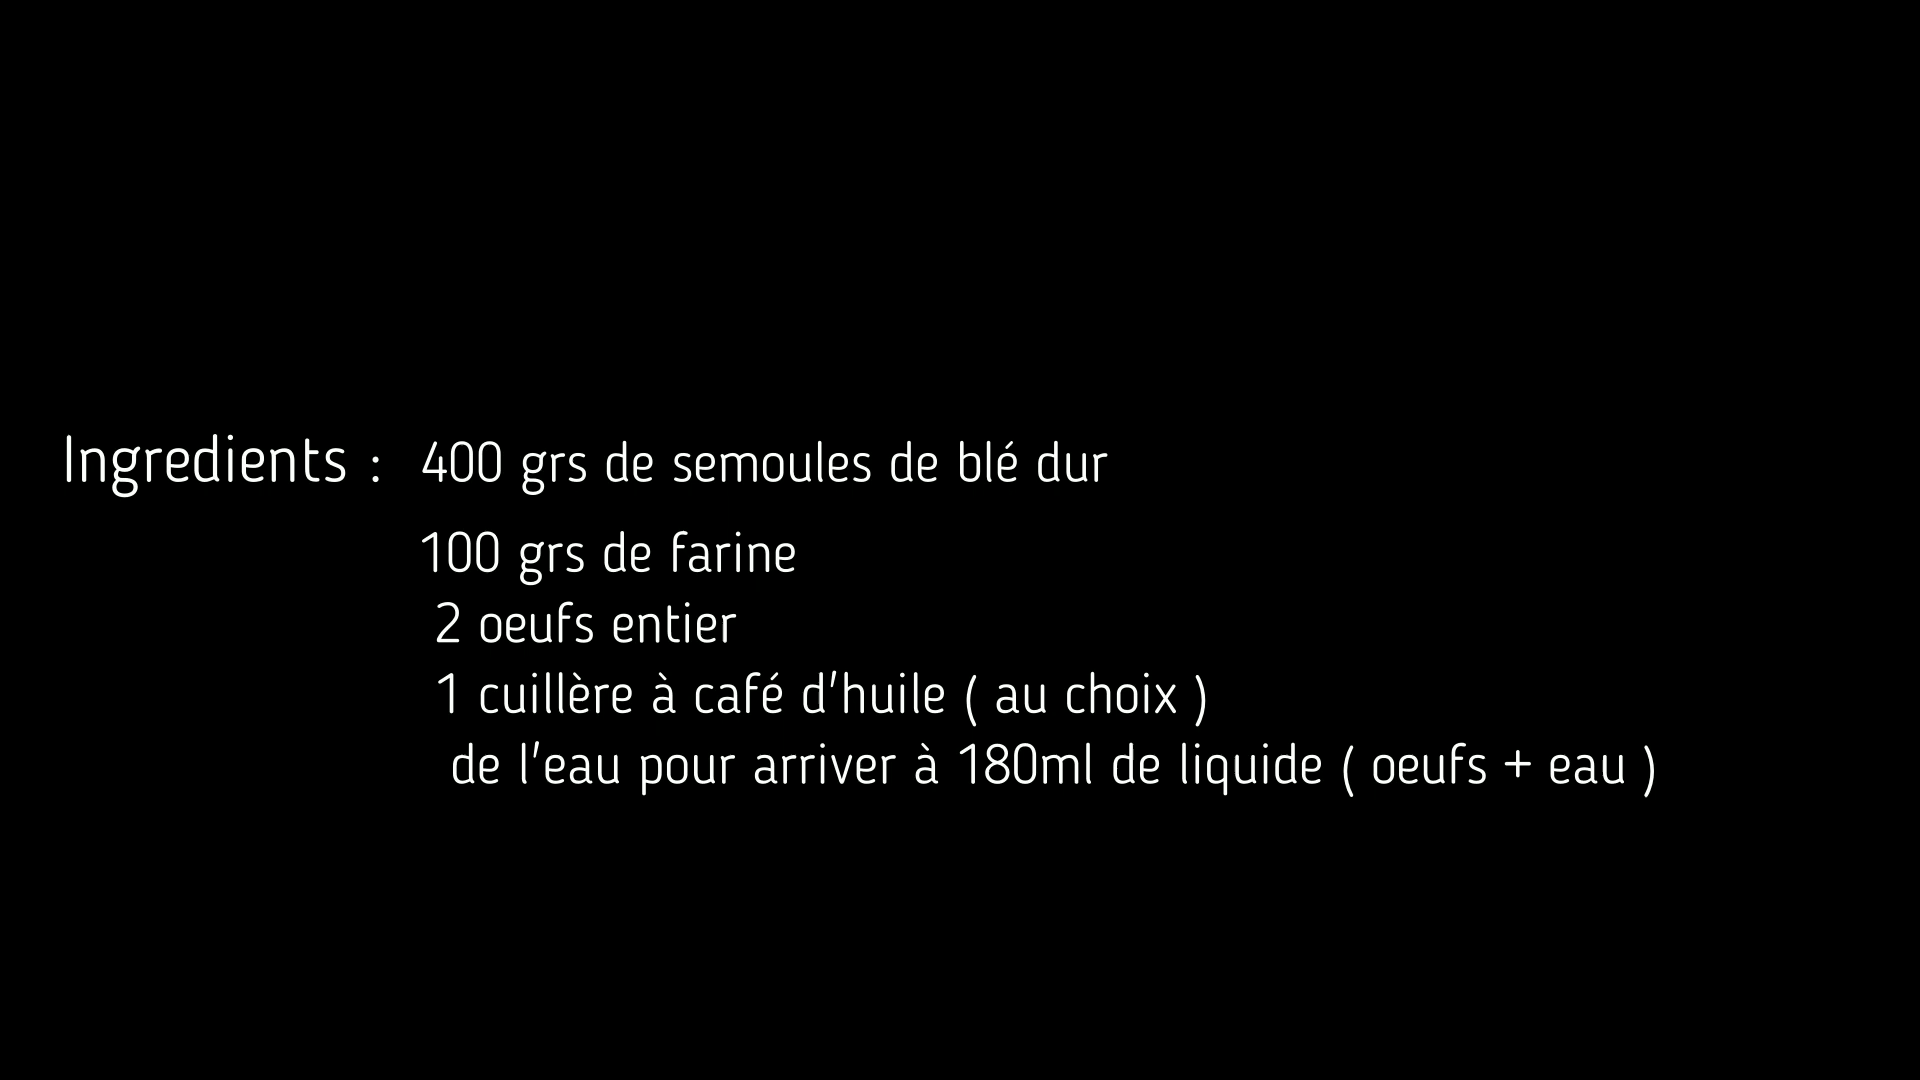 Ingredients : 400 grs de semoules de blé dur
100 grs de farine
2 oeufs entier
1 cuillère à café d'huile ( au choix )
de l'eau pour arriver à 180ml de liquide ( oeufs + eau )